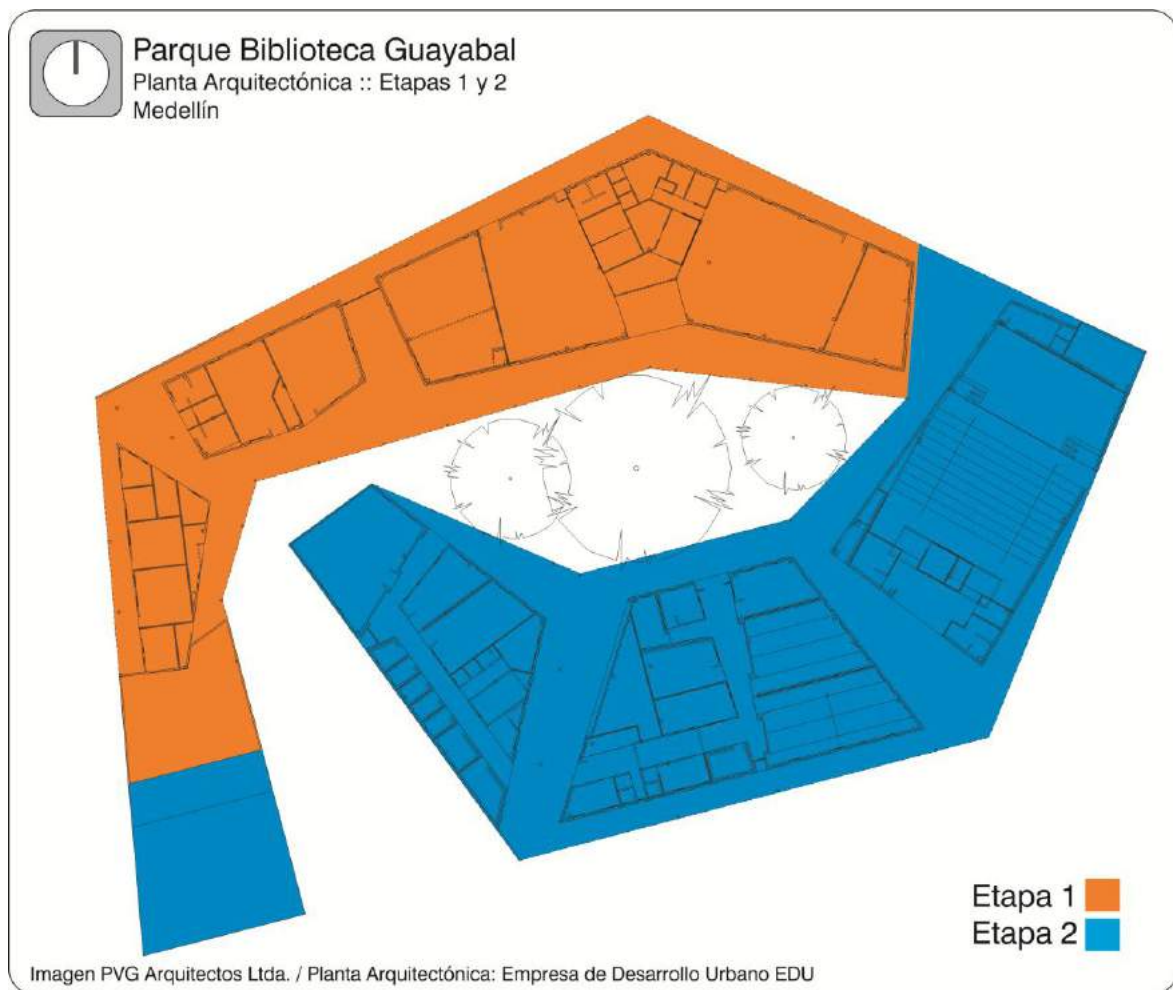 Parque Biblioteca Guayabal
Planta Arquitectónica :: Etapas 1 y 2
Medellín
Etapa 1
Etapa 2
Imagen PVG Arquitectos Ltda. / Planta Arquitectónica: Empresa de Desarrollo Urbano EDU